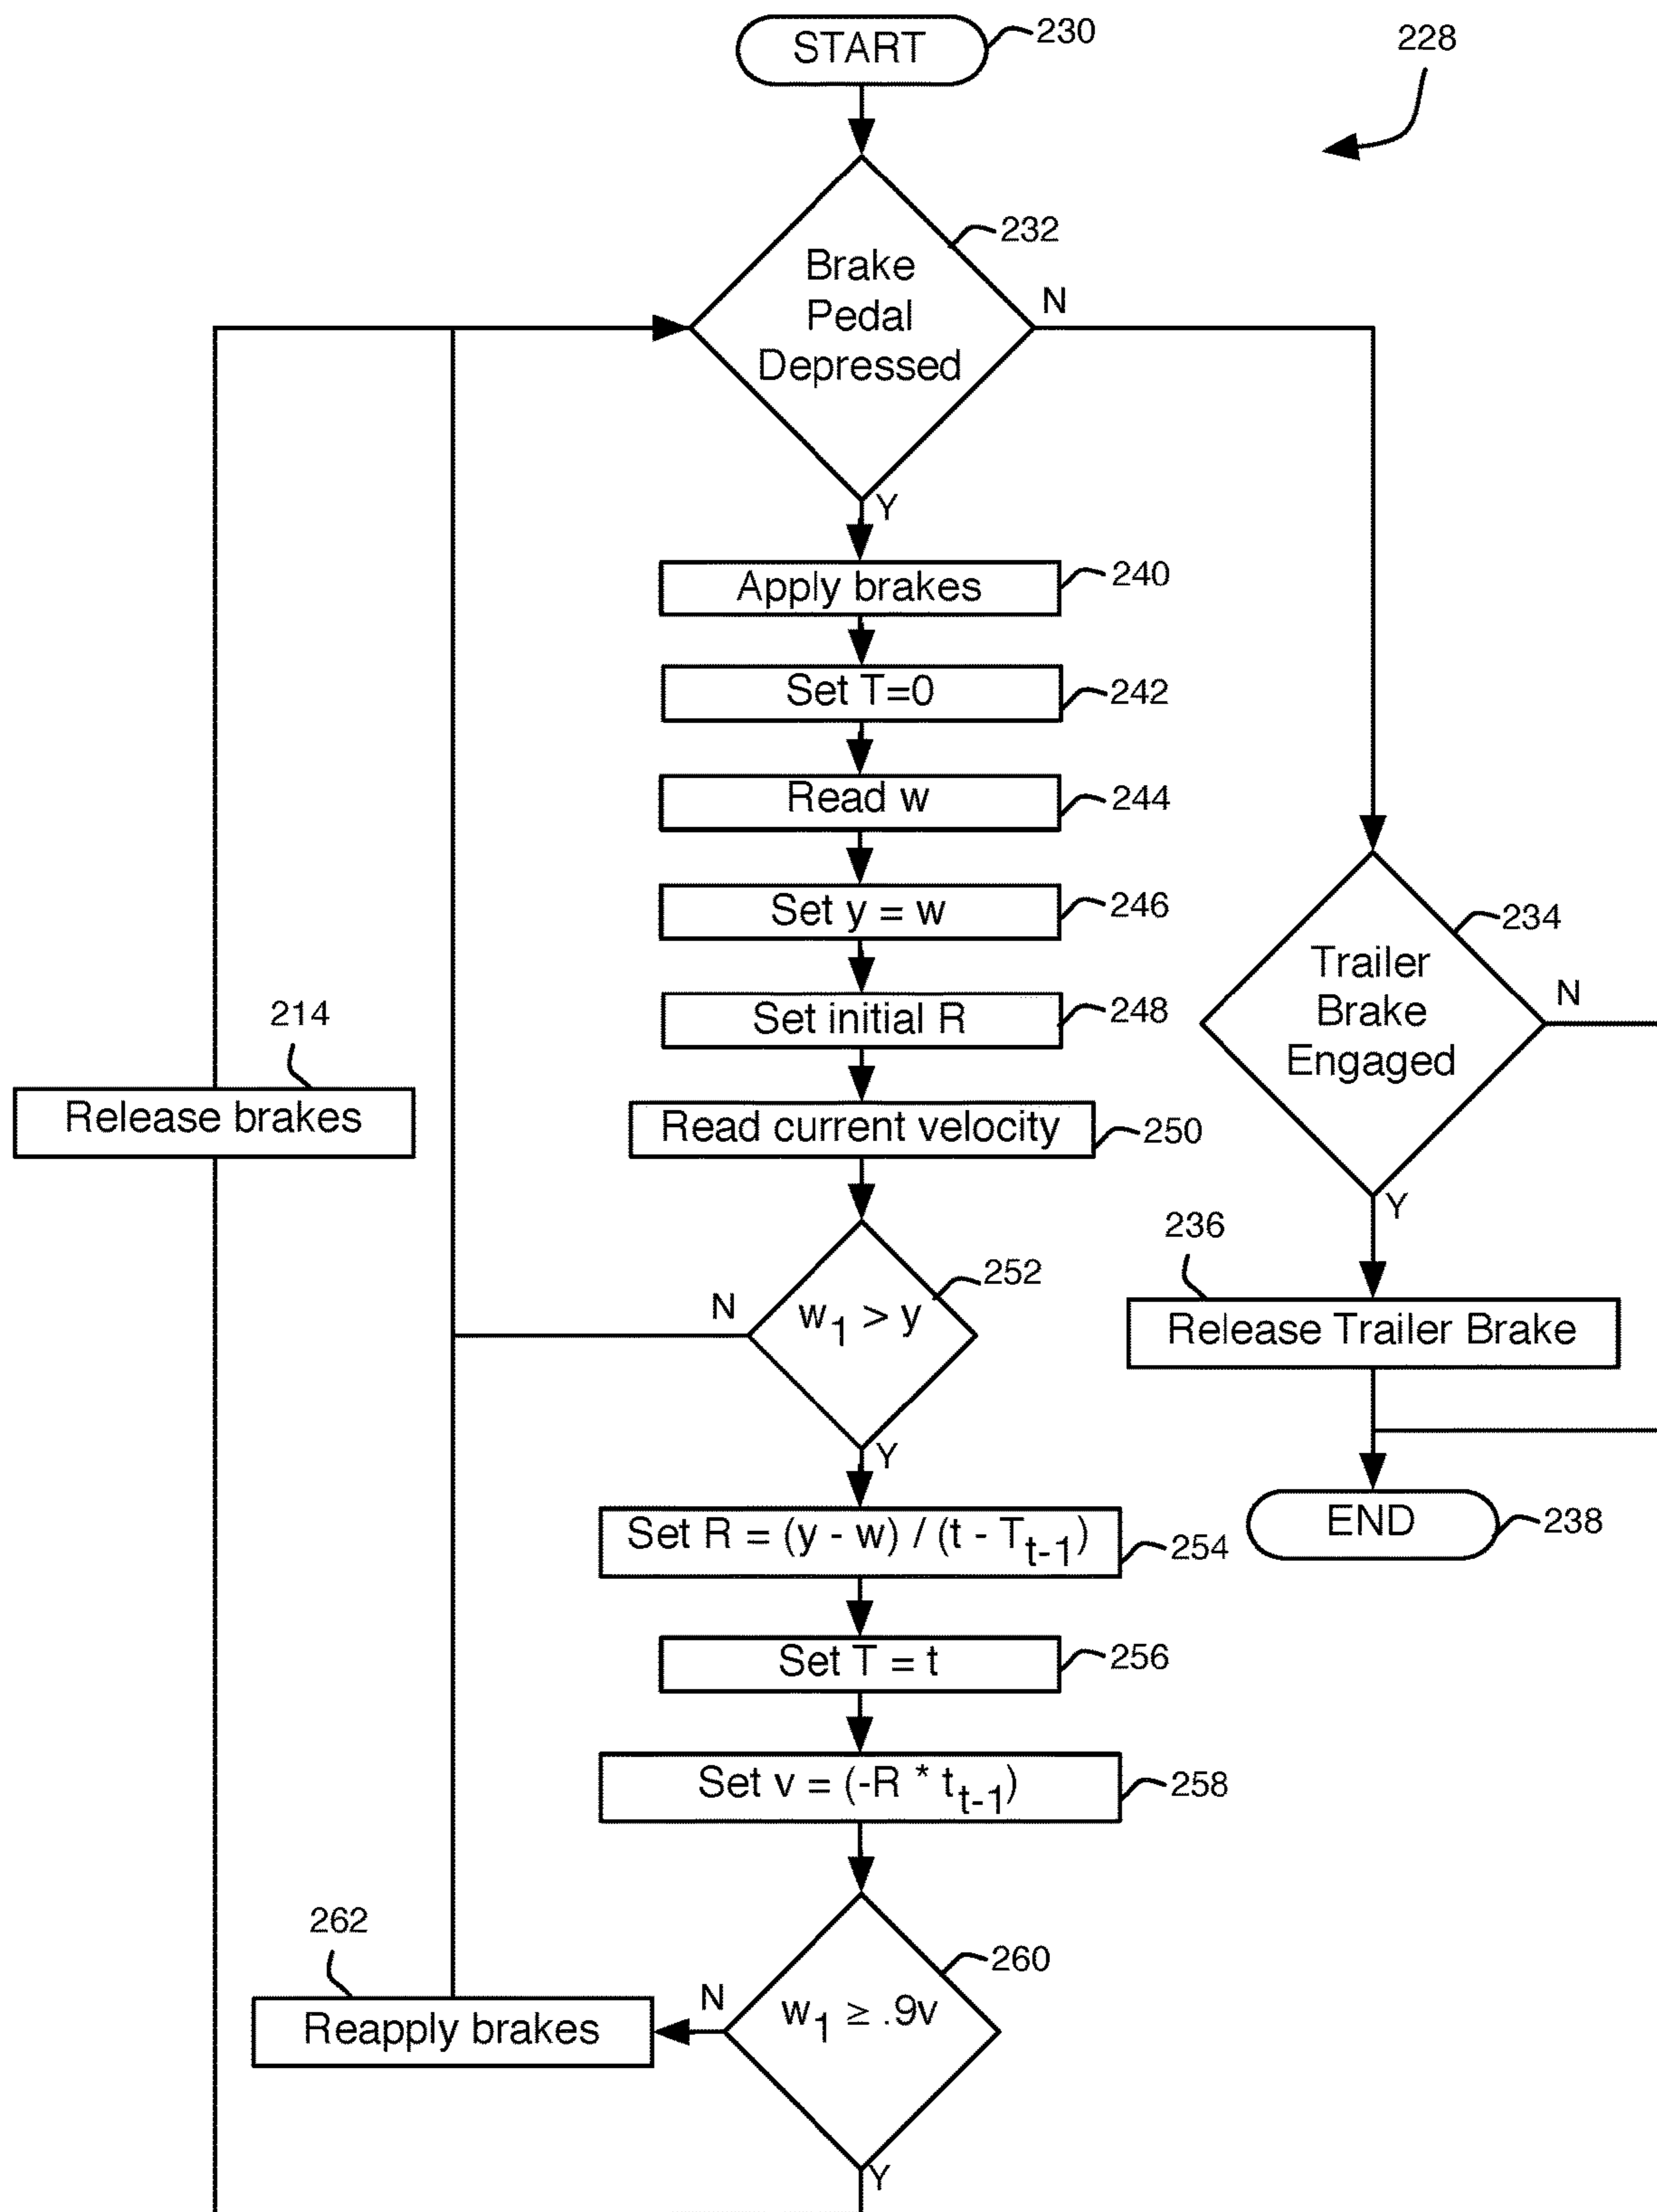 START
230
228
232
Brake
Pedal
Depressed
N
Y
Apply brakes
240
Set T=0
242
Read w
244
Set y = w
246
Set initial R
248
Read current velocity
250
214
Release brakes
234
Trailer
Brake
Engaged
N
Y
236
Release Trailer Brake
END
238
252
w₁ > y
N
Y
Set R = (y - w) / (t - Tₜ₋₁)
254
Set T = t
256
Set v = (-R * tₜ₋₁)
258
260
w₁ ≥ .9v
N
262
Reapply brakes
Y